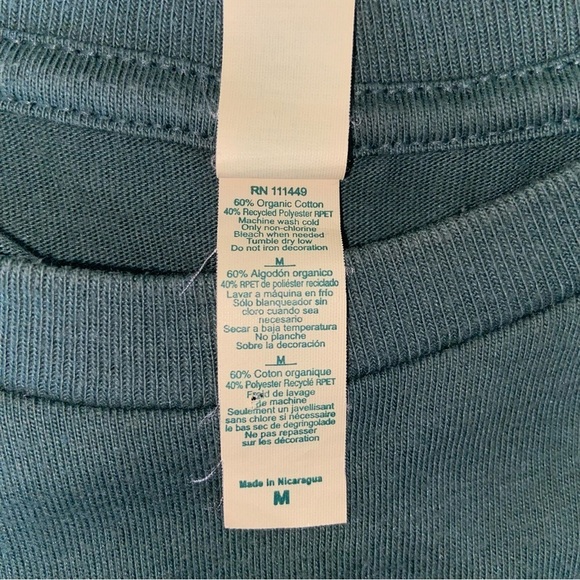 RN 111449
60% Organic Cotton
40% Recycled Polyester RPET
Machine wash cold
Only non-chlorine
Bleach when needed
Tumble dry low
Do not iron decoration
M
60% Algodón organico
40% RPET de poliéster reciclado
Lavar a máquina en frío
Sólo blanqueador sin
cloro cuando sea
necesario
Secar a baja temperatura
No planche
Sobre la decoración
M
60% Coton organique
40% Polyester Recyclé RPET
Froid de lavage
de machine
Seulement un javellisant
sans chlore si nécessaire
le bas sec de degringolade
Ne pas repasser
sur les décoration
Made in Nicaragua
M